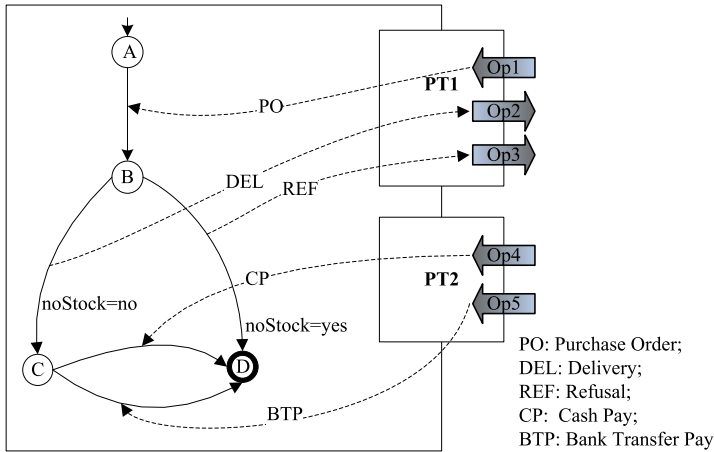 A
Op1
PT1
PO
Op2
Op3
B
DEL
REF
Op4
CP
PT2
noStock=no
Op5
noStock=yes
C
D
BTP
PO: Purchase Order;
DEL: Delivery;
REF: Refusal;
CP: Cash Pay;
BTP: Bank Transfer Pay